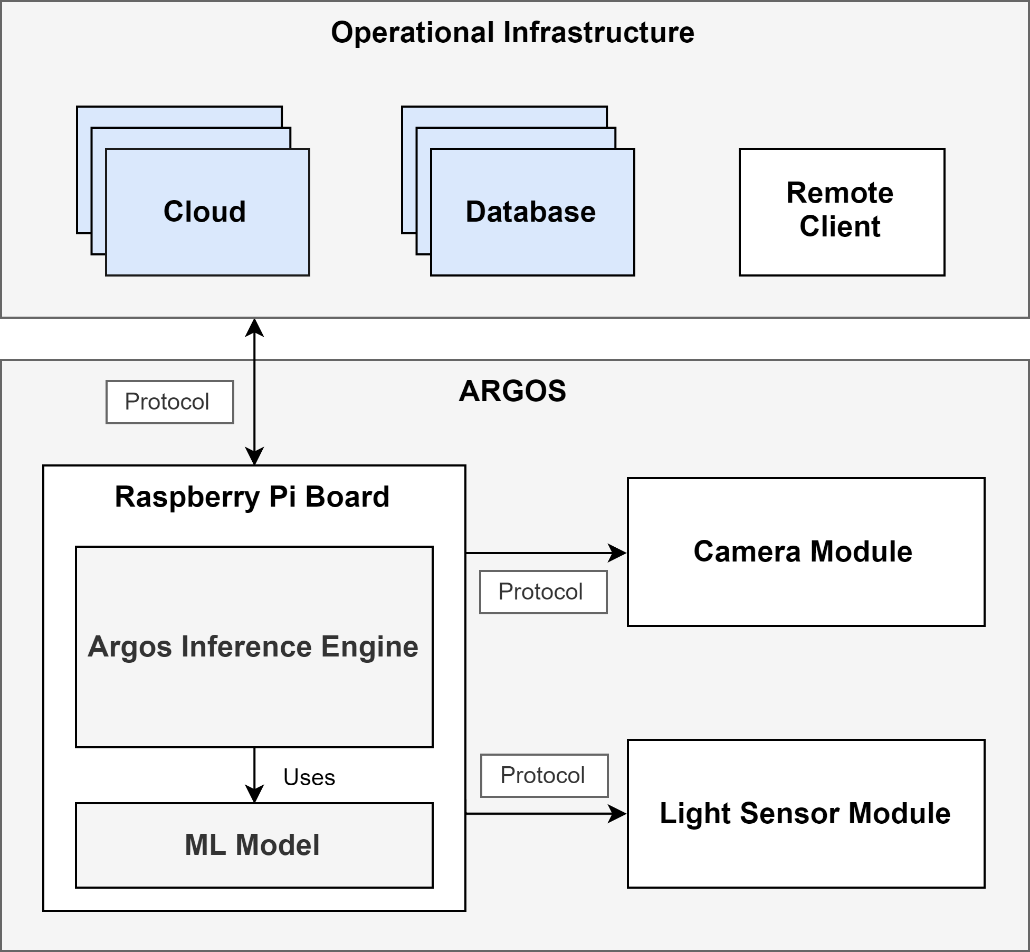 Operational Infrastructure
Cloud
Database
Remote
Client
Protocol
ARGOS
Raspberry Pi Board
Argos Inference Engine
Uses
ML Model
Protocol
Camera Module
Protocol
Light Sensor Module